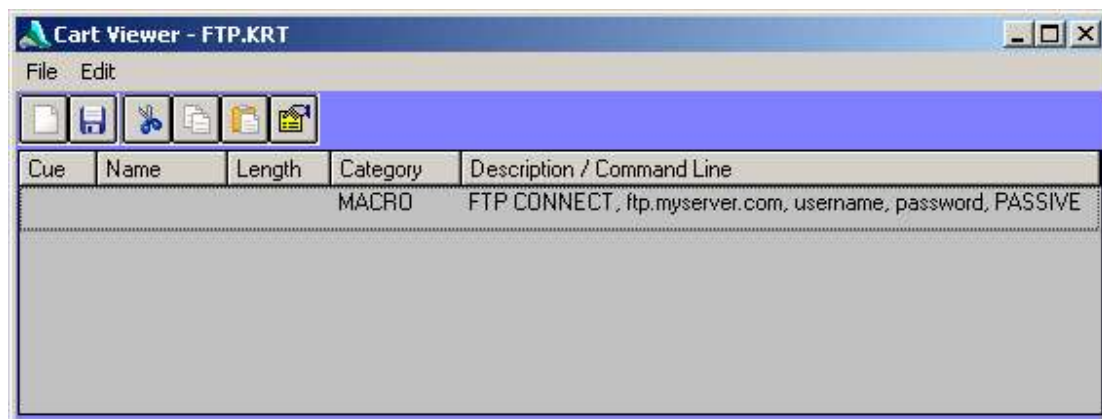 Cart Viewer - FTP.KRT
File Edit
Cue Name Length Category Description / Command Line
MACRO FTP CONNECT, ftp.myserver.com, username, password, PASSIVE